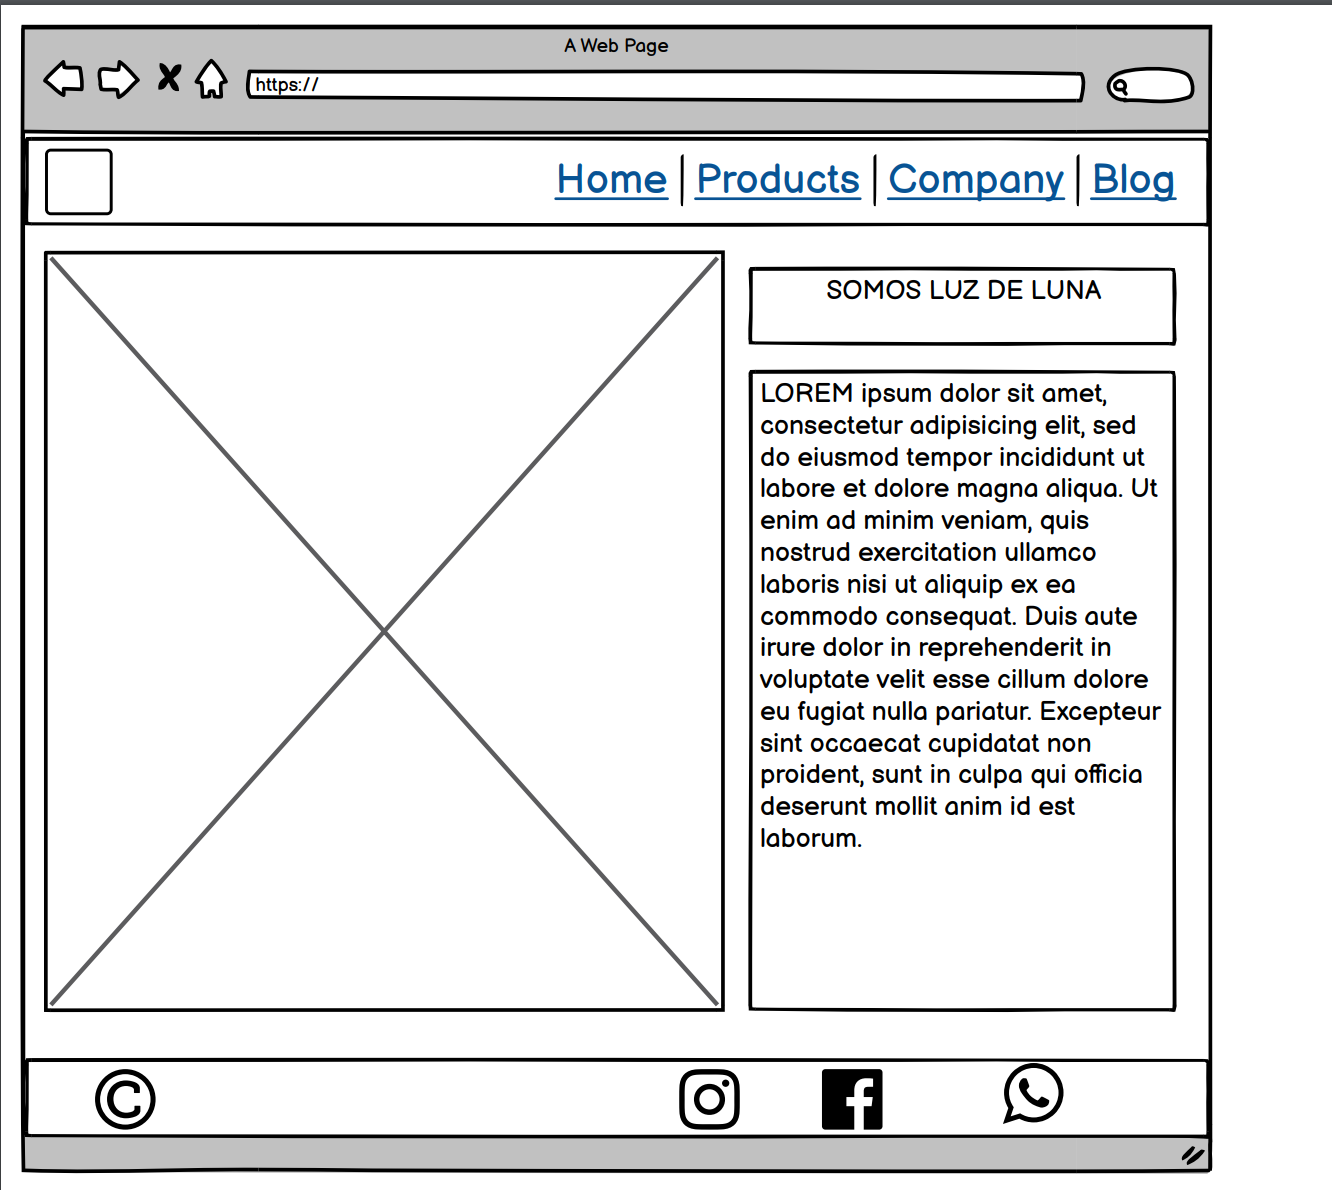 A Web Page
https://
Home Products Company Blog
SOMOS LUZ DE LUNA
LOREM ipsum dolor sit amet,
consectetur adipisicing elit, sed
do eiusmod tempor incididunt ut
labore et dolore magna aliqua. Ut
enim ad minim veniam, quis
nostrud exercitation ullamco
laboris nisi ut aliquip ex ea
commodo consequat. Duis aute
irure dolor in reprehenderit in
voluptate velit esse cillum dolore
eu fugiat nulla pariatur. Excepteur
sint occaecat cupidatat non
proident, sunt in culpa qui officia
deserunt mollit anim id est
laborum.
©